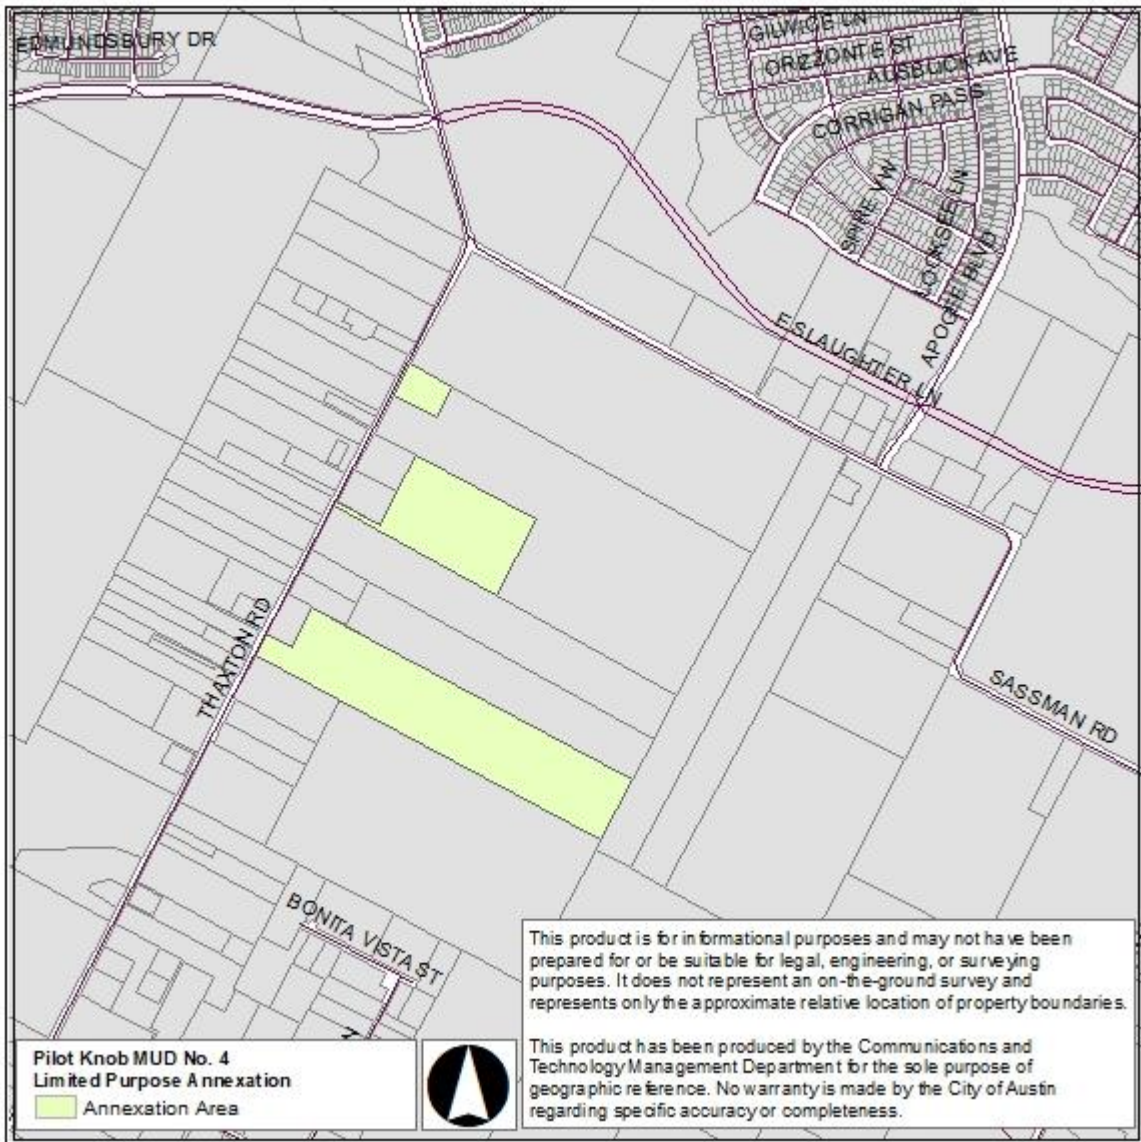 EDMUNDSBURY DR
GILWICE LN
ORIZZONTE ST
AUSBLICK AVE
CORRIGAN PASS
SPIRE VW
LOCKSEE LN
APOGEE BLVD
E SLAUGHTER LN
THAXTON RD
SASSMAN RD
BONITA VISTA ST
This product is for informational purposes and may not have been
prepared for or be suitable for legal, engineering, or surveying
purposes. It does not represent an on-the-ground survey and
represents only the approximate relative location of property boundaries.
This product has been produced by the Communications and
Technology Management Department for the sole purpose of
geographic reference. No warranty is made by the City of Austin
regarding specific accuracy or completeness.
Pilot Knob MUD No. 4
Limited Purpose Annexation
Annexation Area